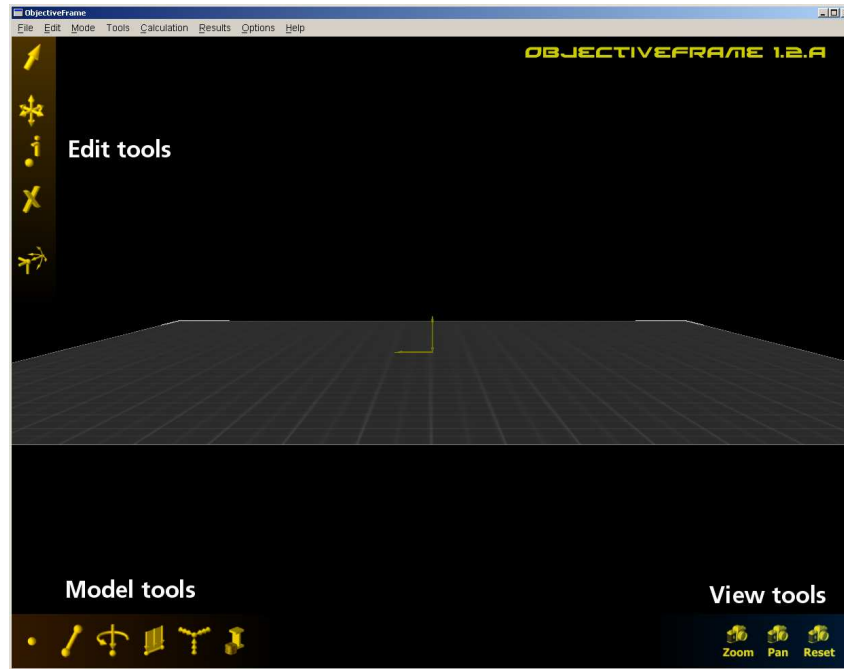 ObjectiveFrame
File Edit Mode Tools Calculation Results Options Help
OBJECTIVEFRAME 1.2.A
Edit tools
Model tools
View tools
Zoom Pan Reset